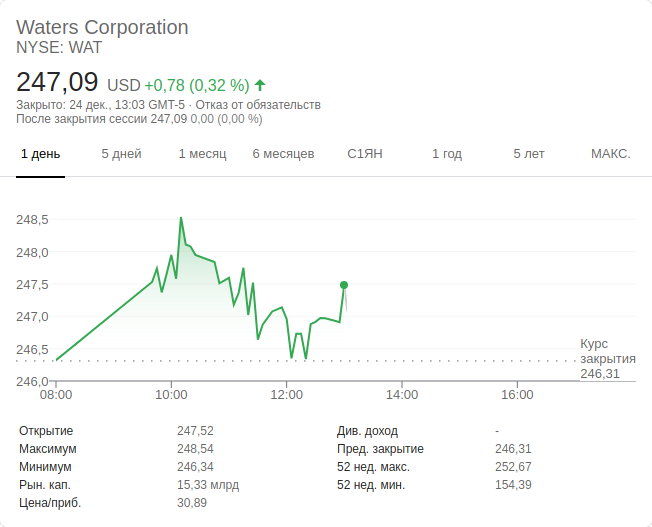 Waters Corporation
NYSE: WAT
247,09 USD +0,78 (0,32 %)
Закрыто: 24 дек., 13:03 GMT-5 · Отказ от обязательств
После закрытия сессии 247,09 0,00 (0,00 %)
1 день 5 дней 1 месяц 6 месяцев С1ЯН 1 год 5 лет МАКС.
248,5
248,0
247,5
247,0
246,5
246,0
Курс
закрытия
246,31
08:00 10:00 12:00 14:00 16:00
Открытие 247,52 Див. доход -
Максимум 248,54 Пред. закрытие 246,31
Минимум 246,34 52 нед. макс. 252,67
Рын. кап. 15,33 млрд 52 нед. мин. 154,39
Цена/приб. 30,89